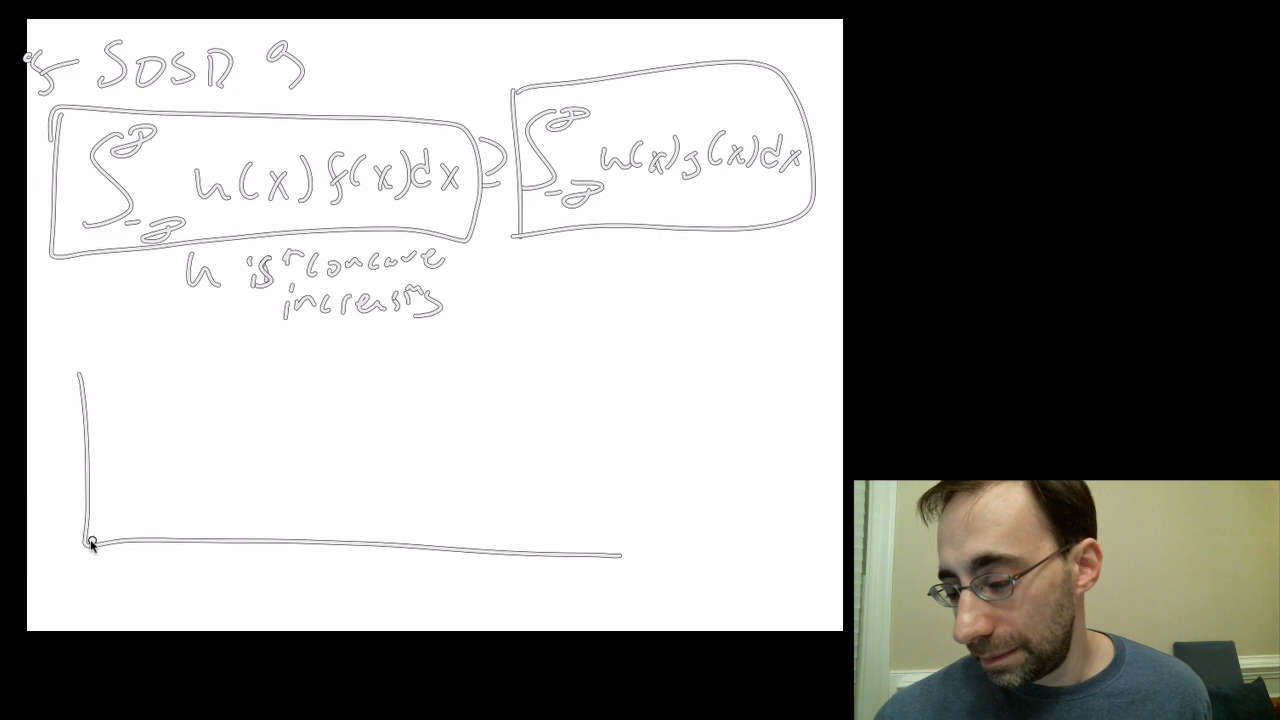 f SOSD g
∫_{-∞}^{∞} u(x) f(x) dx ≥ ∫_{-∞}^{∞} u(x) g(x) dx
u is concave
increasing